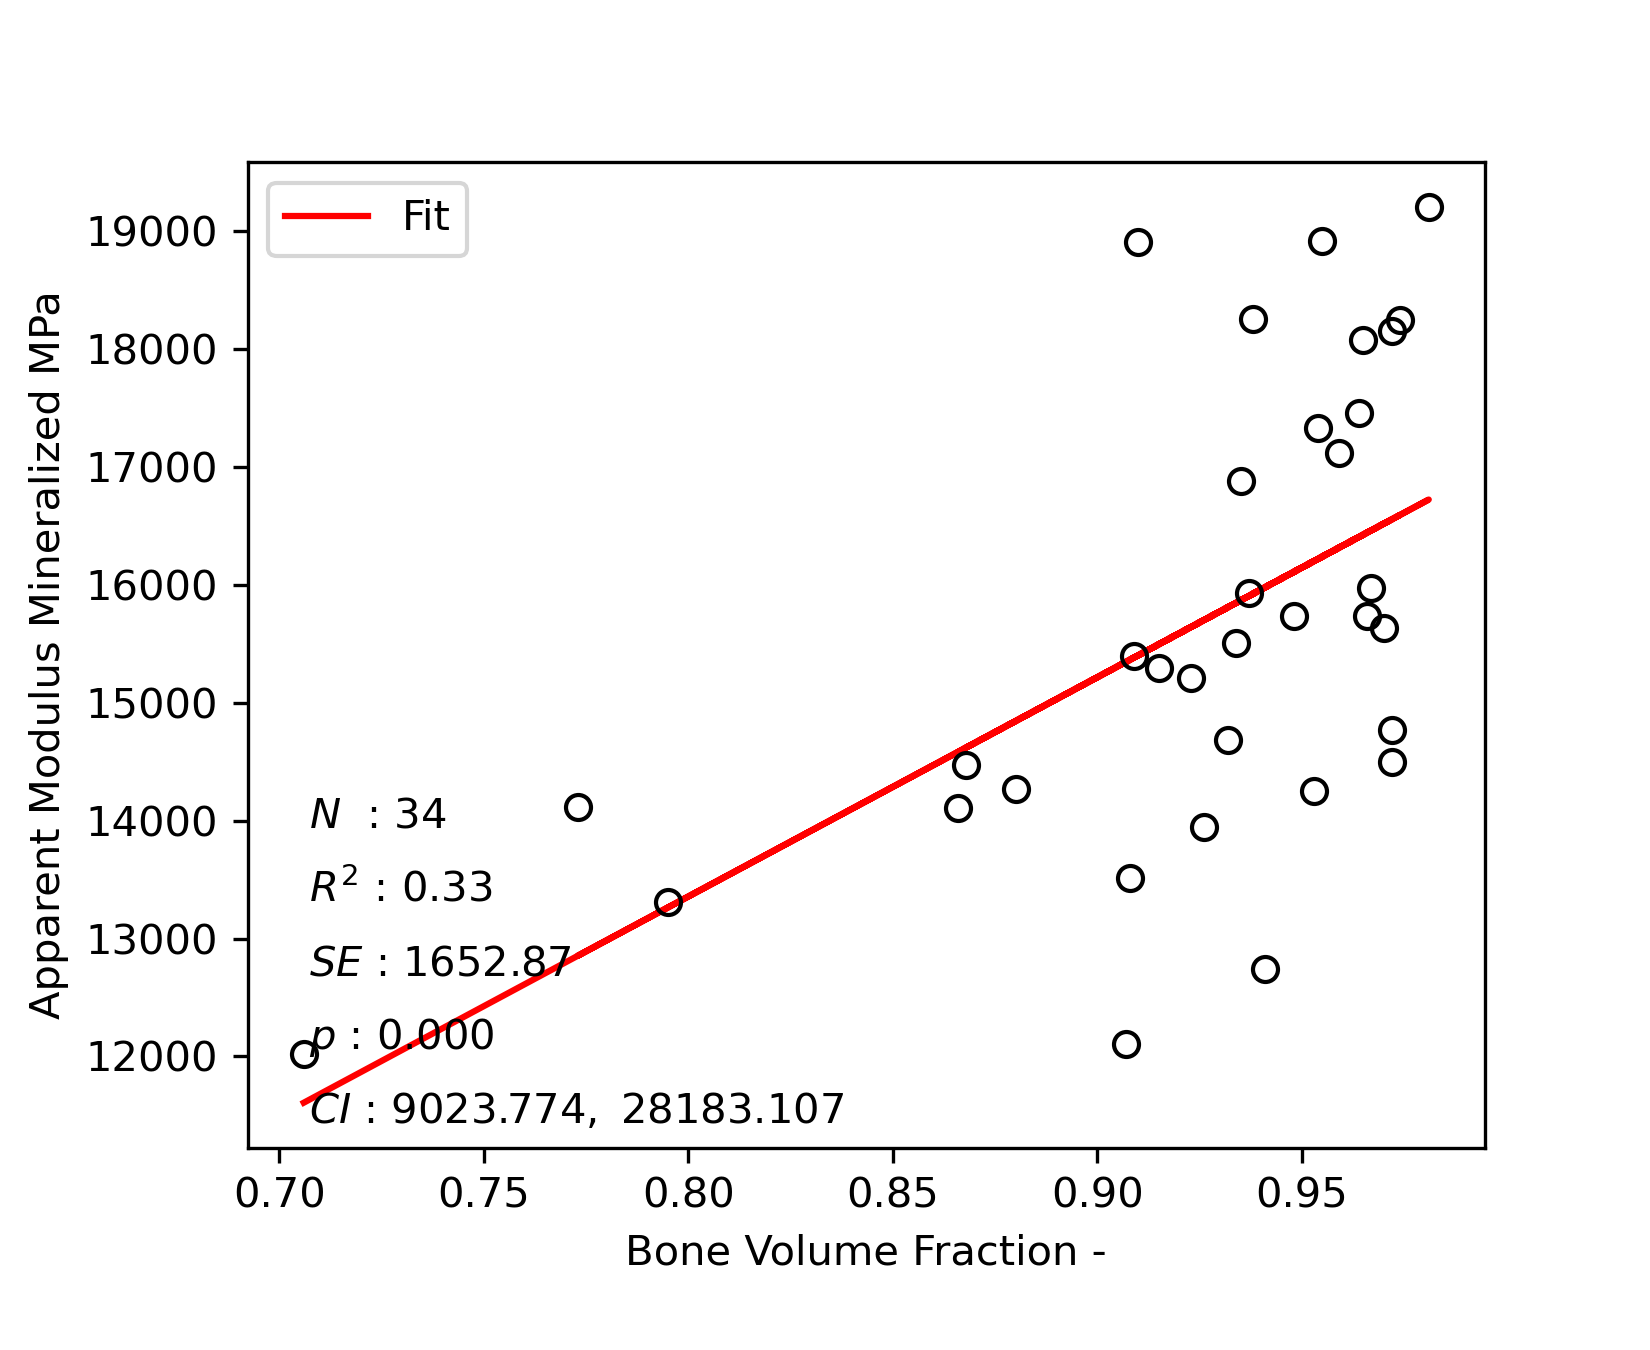 Fit
19000
18000
17000
16000
15000
14000
13000
12000
Apparent Modulus Mineralized MPa
N : 34
R² : 0.33
SE : 1652.87
p : 0.000
CI : 9023.774, 28183.107
0.70 0.75 0.80 0.85 0.90 0.95
Bone Volume Fraction -